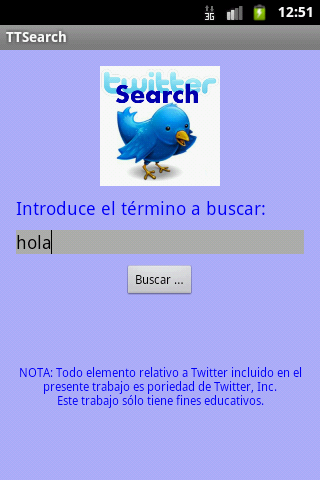 3G 12:51
TTSearch
twitter
Search
Introduce el término a buscar:
hola
Buscar ...
NOTA: Todo elemento relativo a Twitter incluido en el
presente trabajo es poriedad de Twitter, Inc.
Este trabajo sólo tiene fines educativos.